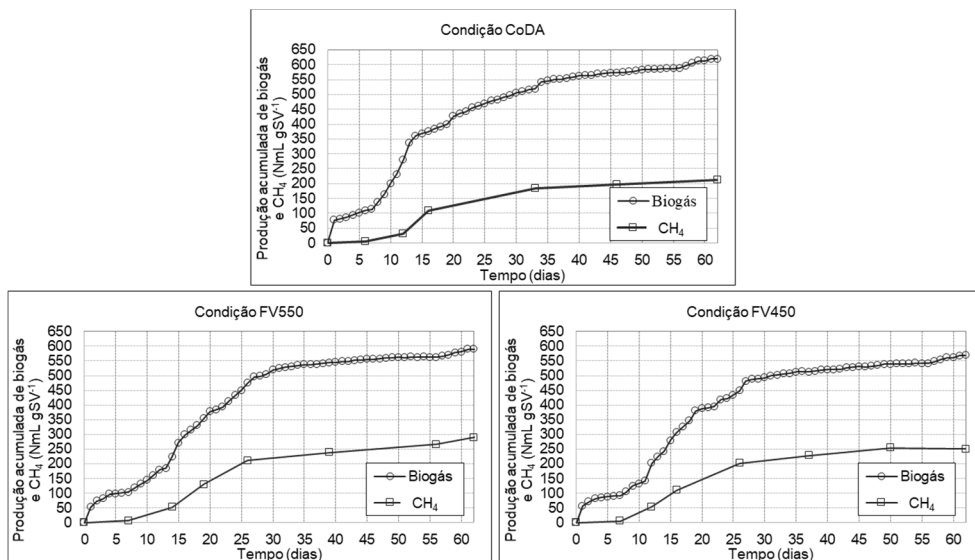 Condição CoDA
Produção acumulada de biogás
e CH₄ (NmL gSV⁻¹)
650
600
550
500
450
400
350
300
250
200
150
100
50
0
Biogás
CH₄
0 5 10 15 20 25 30 35 40 45 50 55 60
Tempo (dias)
Condição FV550
Produção acumulada de biogás
e CH₄ (NmL gSV⁻¹)
650
600
550
500
450
400
350
300
250
200
150
100
50
0
Biogás
CH₄
0 5 10 15 20 25 30 35 40 45 50 55 60
Tempo (dias)
Condição FV450
Produção acumulada de biogás
e CH₄ (NmL gSV⁻¹)
650
600
550
500
450
400
350
300
250
200
150
100
50
0
Biogás
CH₄
0 5 10 15 20 25 30 35 40 45 50 55 60
Tempo (dias)